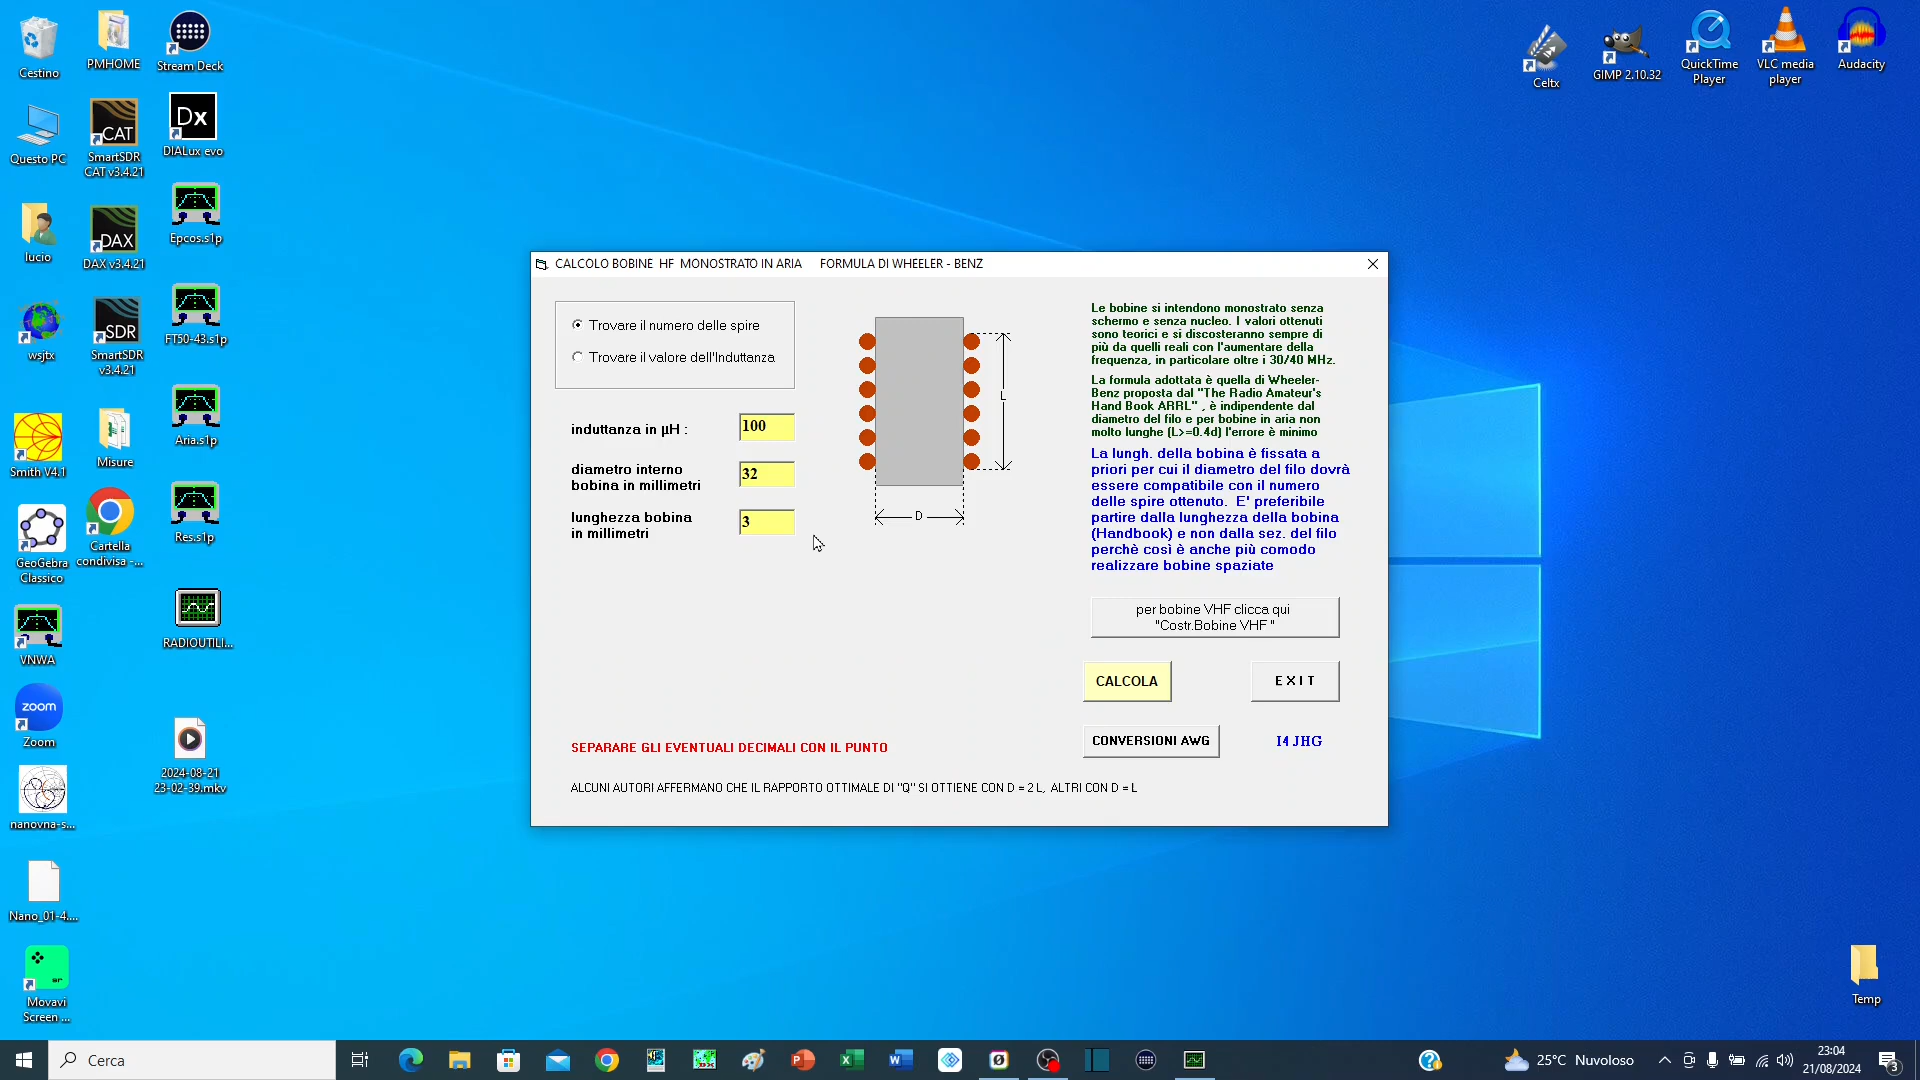 Cestino
PMHOME
Stream Deck
Questo PC
CAT
SmartSDR
CAT v3.4.21
Dx
DIALux evo
lucio
DAX
DAX v3.4.21
Epcos.s1p
wsjtx
SDR
SmartSDR
v3.4.21
FT50-43.s1p
Smith V4.1
Misure
Aria.s1p
GeoGebra
Classico
Cartella
condivisa -...
Res.s1p
VNWA
RADIOUTILI...
zoom
Zoom
2024-08-21
23-02-39.mkv
nanovna-s...
Nano_01-4....
Movavi
Screen ...
Celtx
GIMP 2.10.32
QuickTime
Player
VLC media
player
Audacity
CALCOLO BOBINE HF MONOSTRATO IN ARIA FORMULA DI WHEELER - BENZ
Trovare il numero delle spire
Trovare il valore dell'Induttanza
induttanza in µH :
100
diametro interno
bobina in millimetri
32
lunghezza bobina
in millimetri
3
L
D
Le bobine si intendono monostrato senza
schermo e senza nucleo. I valori ottenuti
sono teorici e si discosteranno sempre di
più da quelli reali con l'aumentare della
frequenza, in particolare oltre i 30/40 MHz.
La formula adottata è quella di Wheeler-
Benz proposta dal "The Radio Amateur's
Hand Book ARRL" , è indipendente dal
diametro del filo e per bobine in aria non
molto lunghe (L>=0.4d) l'errore è minimo
La lungh. della bobina è fissata a
priori per cui il diametro del filo dovrà
essere compatibile con il numero
delle spire ottenuto. E' preferibile
partire dalla lunghezza della bobina
(Handbook) e non dalla sez. del filo
perchè così è anche più comodo
realizzare bobine spaziate
per bobine VHF clicca qui
"Costr.Bobine VHF "
CALCOLA
E X I T
CONVERSIONI AWG
I4 JHG
SEPARARE GLI EVENTUALI DECIMALI CON IL PUNTO
ALCUNI AUTORI AFFERMANO CHE IL RAPPORTO OTTIMALE DI "Q" SI OTTIENE CON D = 2 L, ALTRI CON D = L
Temp
Cerca
25°C Nuvoloso
23:04
21/08/2024
3